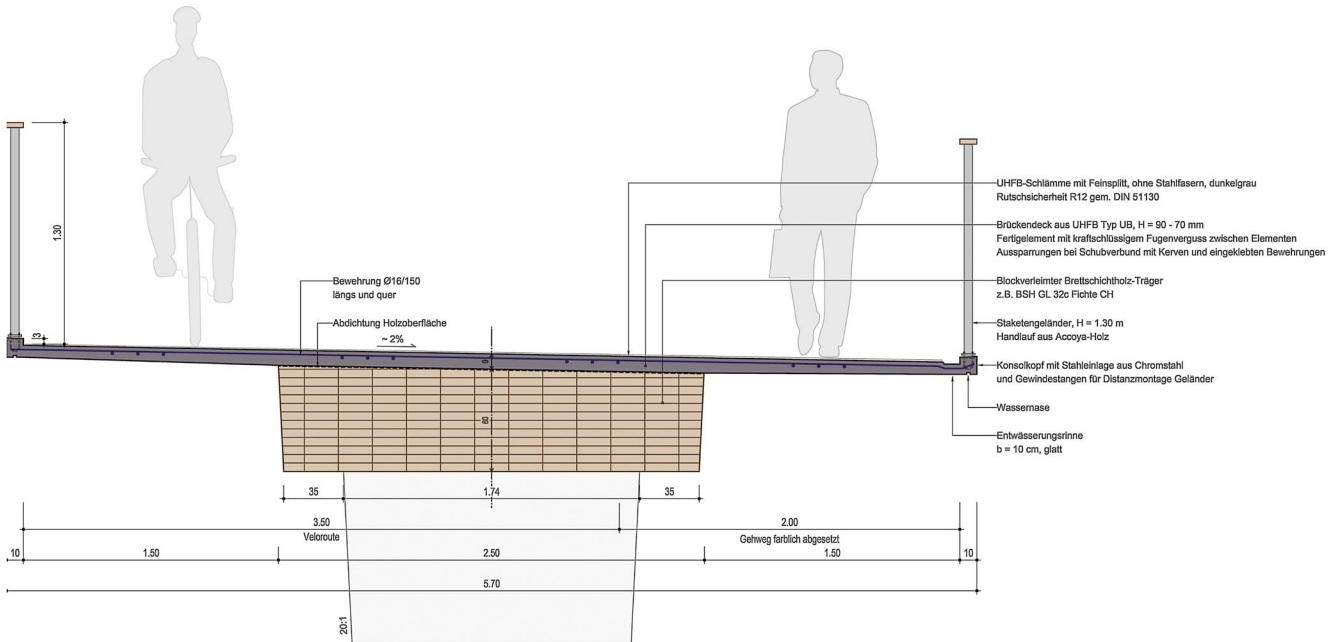 1.30
3
UHFB-Schlämme mit Feinsplitt, ohne Stahlfasern, dunkelgrau
Rutschsicherheit R12 gem. DIN 51130
Brückendeck aus UHFB Typ UB, H = 90 - 70 mm
Fertigelement mit kraftschlüssigem Fugenverguss zwischen Elementen
Aussparrungen bei Schubverbund mit Kerven und eingeklebten Bewehrungen
Bewehrung Ø16/150
längs und quer
Blockverleimter Brettschichtholz-Träger
z.B. BSH GL 32c Fichte CH
Abdichtung Holzoberfläche
~ 2%
Staketengeländer, H = 1.30 m
Handlauf aus Accoya-Holz
9
Konsolkopf mit Stahleinlage aus Chromstahl
und Gewindestangen für Distanzmontage Geländer
Wassernase
60
Entwässerungsrinne
b = 10 cm, glatt
35 1.74 35
3.50 2.00
Veloroute Gehweg farblich abgesetzt
10 1.50 2.50 1.50 10
5.70
20:1